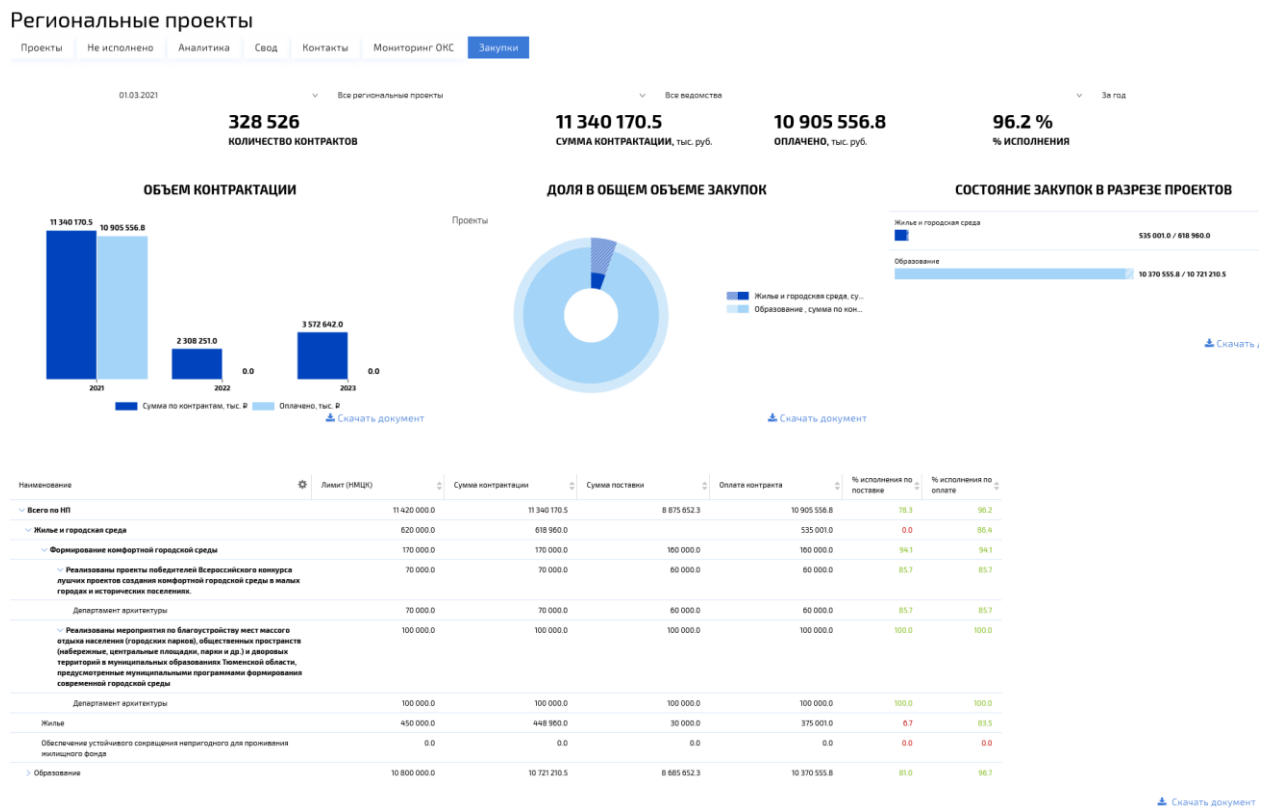 Региональные проекты
Проекты Не исполнено Аналитика Свод Контакты Мониторинг ОКС Закупки
01.03.2021 Все региональные проекты Все ведомства За год
328 526 11 340 170.5 10 905 556.8 96.2 %
КОЛИЧЕСТВО КОНТРАКТОВ СУММА КОНТРАКТАЦИИ, тыс. руб. ОПЛАЧЕНО, тыс. руб. % ИСПОЛНЕНИЯ
ОБЪЕМ КОНТРАКТАЦИИ
11 340 170.5
10 905 556.8
2 308 251.0
0.0
3 572 642.0
0.0
2021 2022 2023
Сумма по контрактам, тыс. ₽ Оплачено, тыс. ₽
Скачать документ
ДОЛЯ В ОБЩЕМ ОБЪЕМЕ ЗАКУПОК
Проекты
Жилье и городская среда, су...
Образование , сумма по кон...
Скачать документ
СОСТОЯНИЕ ЗАКУПОК В РАЗРЕЗЕ ПРОЕКТОВ
Жилье и городская среда
535 001.0 / 618 960.0
Образование
10 370 555.8 / 10 721 210.5
Скачать
Наименование Лимит (НМЦК) Сумма контрактации Сумма поставки Оплата контракта % исполнения по поставке % исполнения по оплате
Всего по НП 11 420 000.0 11 340 170.5 8 875 652.3 10 905 556.8 78.3 96.2
Жилье и городская среда 620 000.0 618 960.0 535 001.0 0.0 86.4
Формирование комфортной городской среды 170 000.0 170 000.0 160 000.0 160 000.0 94.1 94.1
Реализованы проекты победителей Всероссийского конкурса 70 000.0 70 000.0 60 000.0 60 000.0 85.7 85.7
лучших проектов создания комфортной городской среды в малых
городах и исторических поселениях.
Департамент архитектуры 70 000.0 70 000.0 60 000.0 60 000.0 85.7 85.7
Реализованы мероприятия по благоустройству мест массового 100 000.0 100 000.0 100 000.0 100 000.0 100.0 100.0
отдыха населения (городских парков), общественных пространств
(набережные, центральные площадки, парки и др.) и дворовых
территорий в муниципальных образованиях Тюменской области,
предусмотренные муниципальными программами формирования
современной городской среды
Департамент архитектуры 100 000.0 100 000.0 100 000.0 100 000.0 100.0 100.0
Жилье 450 000.0 448 960.0 30 000.0 375 001.0 6.7 83.5
Обеспечение устойчивого сокращения непригодного для проживания 0.0 0.0 0.0 0.0 0.0 0.0
жилищного фонда
Образование 10 800 000.0 10 721 210.5 8 685 652.3 10 370 555.8 81.0 96.7
Скачать документ